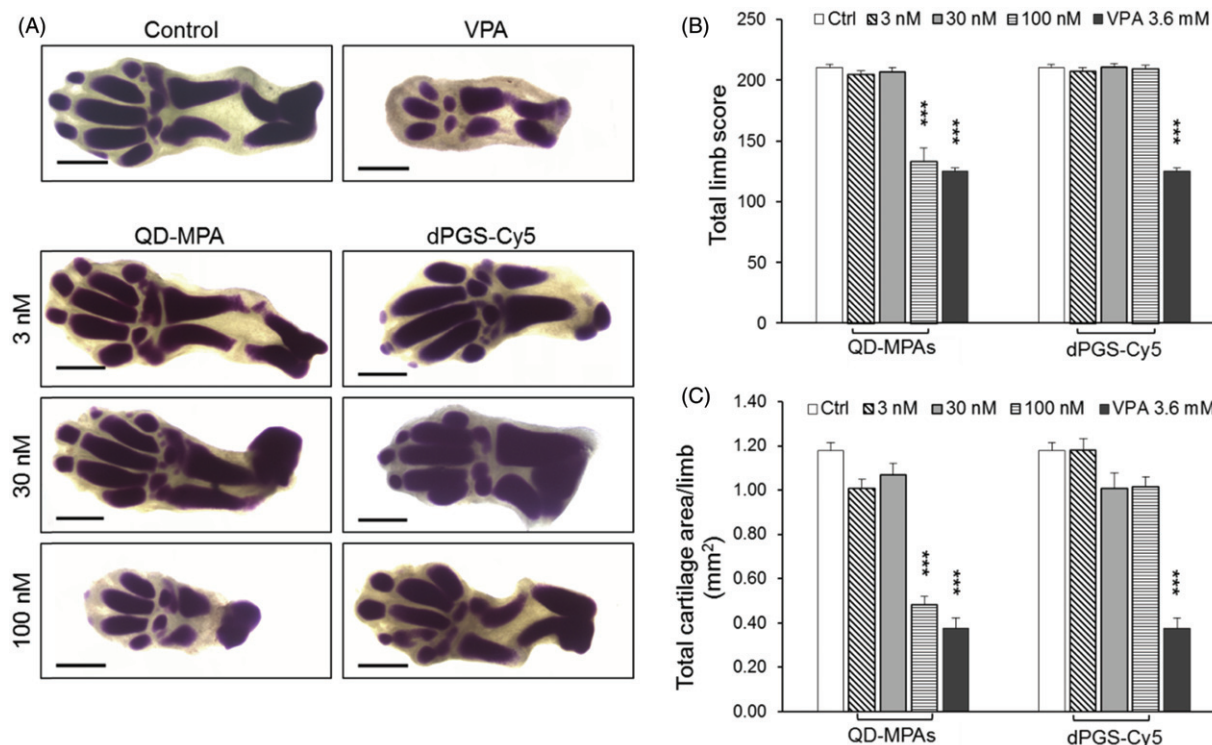 (A)
Control VPA
QD-MPA dPGS-Cy5
3 nM
30 nM
100 nM
(B)
Ctrl 3 nM 30 nM 100 nM VPA 3.6 mM
Total limb score
250
200
150
100
50
0
*** *** ***
QD-MPAs dPGS-Cy5
(C)
Ctrl 3 nM 30 nM 100 nM VPA 3.6 mM
Total cartilage area/limb
(mm²)
1.40
1.20
1.00
0.80
0.60
0.40
0.20
0.00
*** *** ***
QD-MPAs dPGS-Cy5